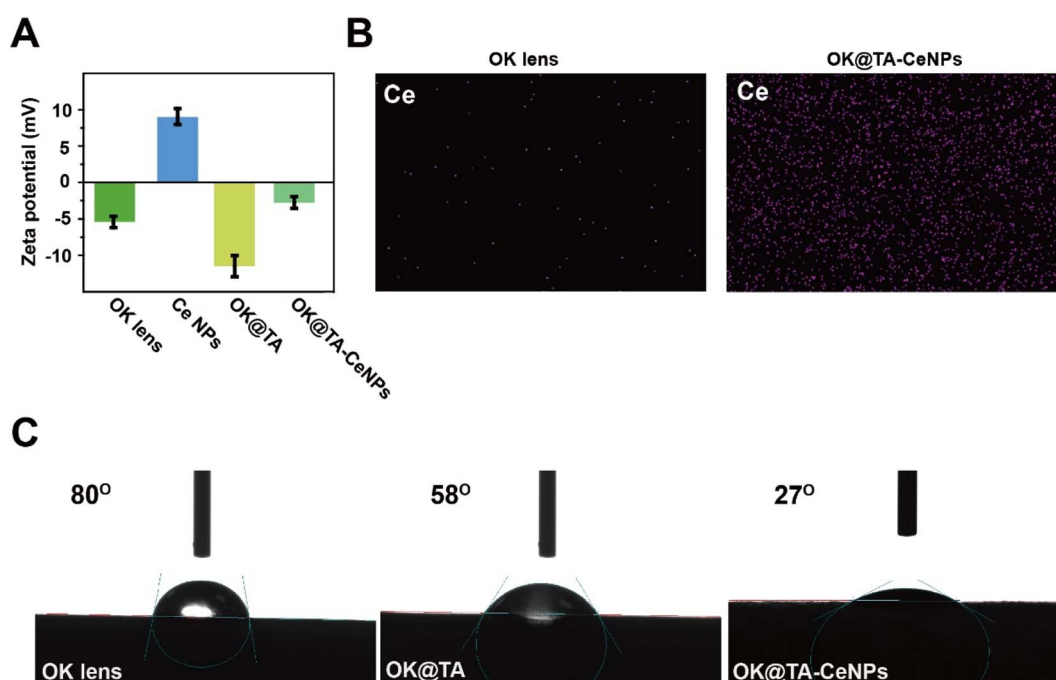 A
Zeta potential (mV)
10
5
0
-5
-10
OK lens
Ce NPs
OK@TA
OK@TA-CeNPs
B
OK lens
OK@TA-CeNPs
Ce
Ce
C
80°
58°
27°
OK lens
OK@TA
OK@TA-CeNPs